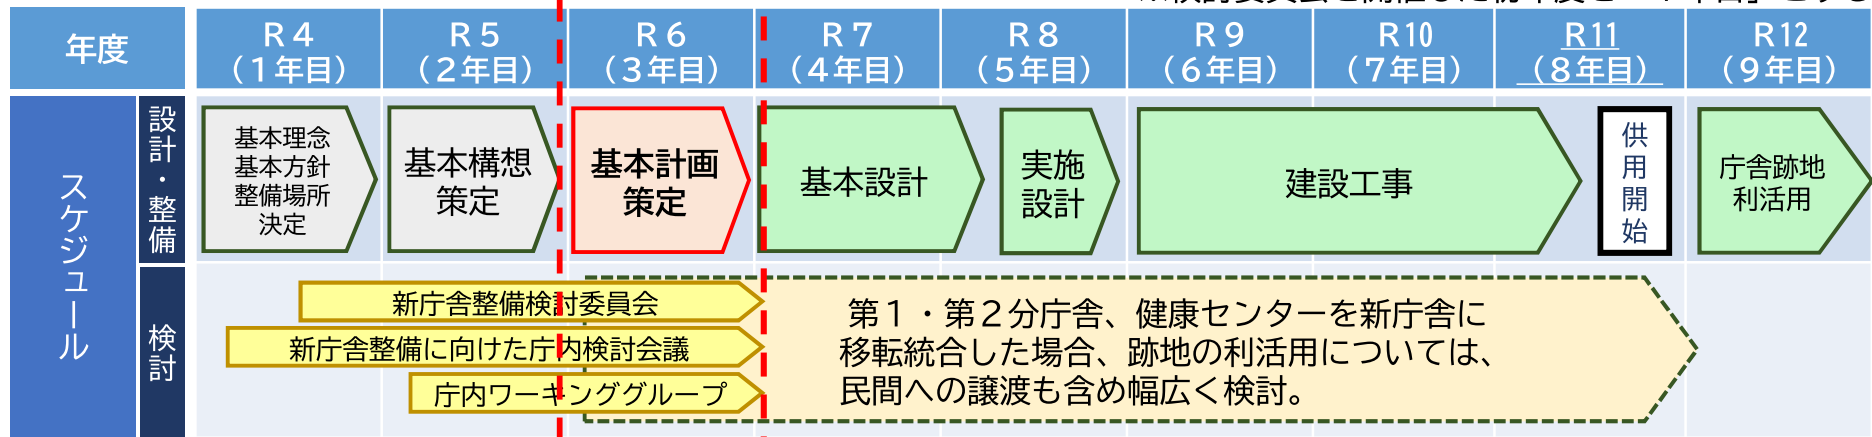 年度
R4
(1年目)
R5
(2年目)
R6
(3年目)
R7
(4年目)
R8
(5年目)
R9
(6年目)
R10
(7年目)
R11
(8年目)
R12
(9年目)
スケジュール
設計・整備
基本理念
基本方針
整備場所
決定
基本構想
策定
基本計画
策定
基本設計
実施
設計
建設工事
供用開始
庁舎跡地
利活用
検討
新庁舎整備検討委員会
新庁舎整備に向けた庁内検討会議
庁内ワーキンググループ
第1・第2分庁舎、健康センターを新庁舎に
移転統合した場合、跡地の利活用については、
民間への譲渡も含め幅広く検討。